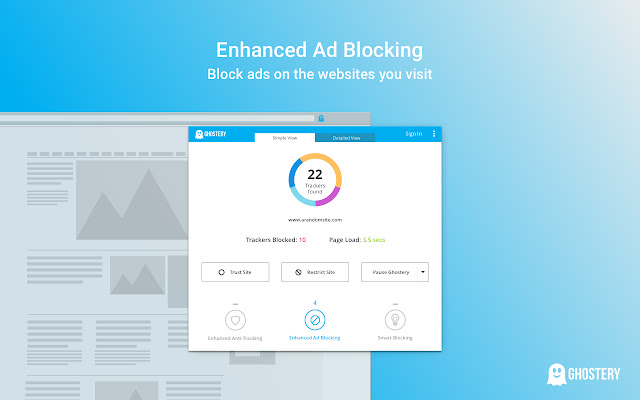 Enhanced Ad Blocking
Block ads on the websites you visit
GHOSTERY
Simple View
Detailed View
Sign In
22
Trackers
found
www.arandomsite.com
Trackers Blocked: 10
Page Load: 3.5 secs
Trust Site
Restrict Site
Pause Ghostery
4
Enhanced Anti-Tracking
Enhanced Ad Blocking
Smart Blocking
GHOSTERY